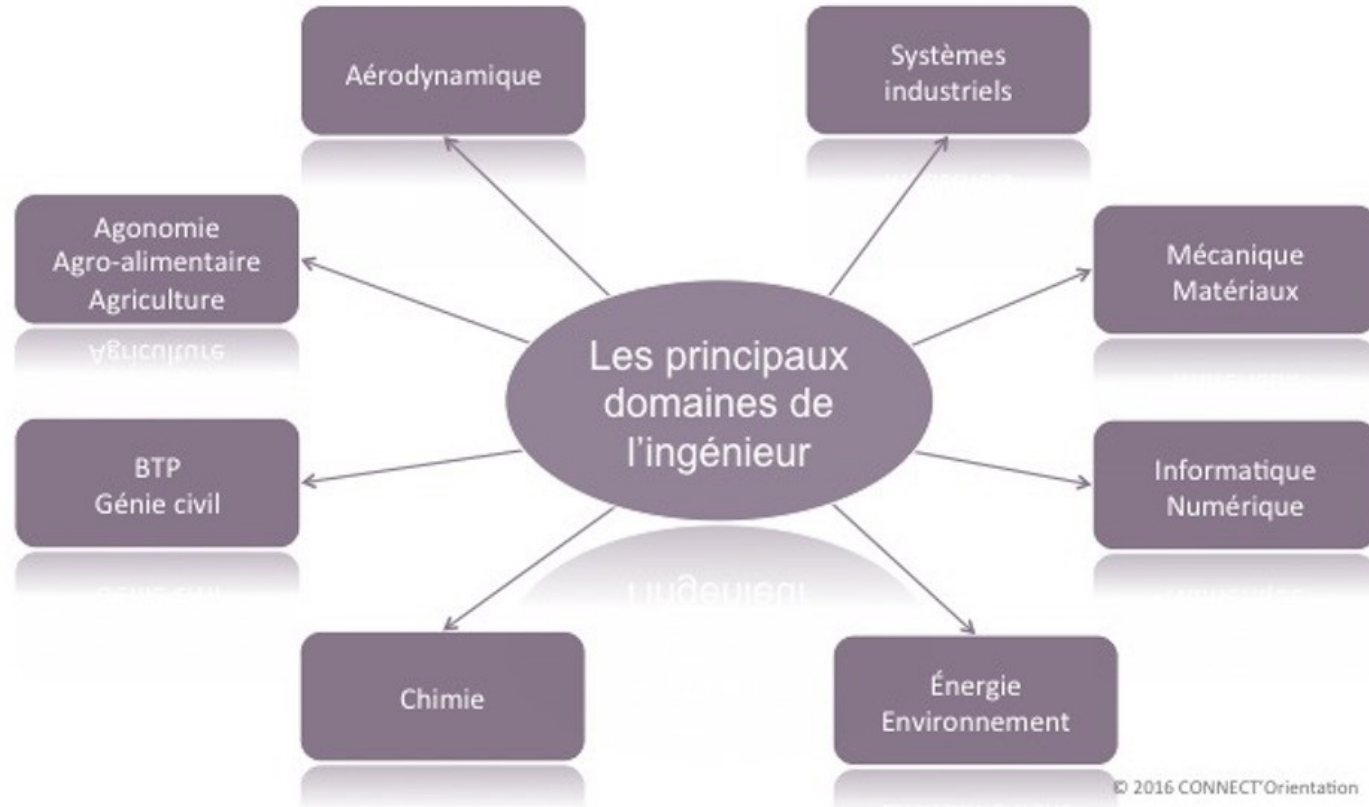 Aérodynamique
Systèmes
industriels
Agonomie
Agro-alimentaire
Agriculture
Mécanique
Matériaux
Les principaux
domaines de
l'ingénieur
BTP
Génie civil
Informatique
Numérique
Chimie
Énergie
Environnement
© 2016 CONNECT'Orientation